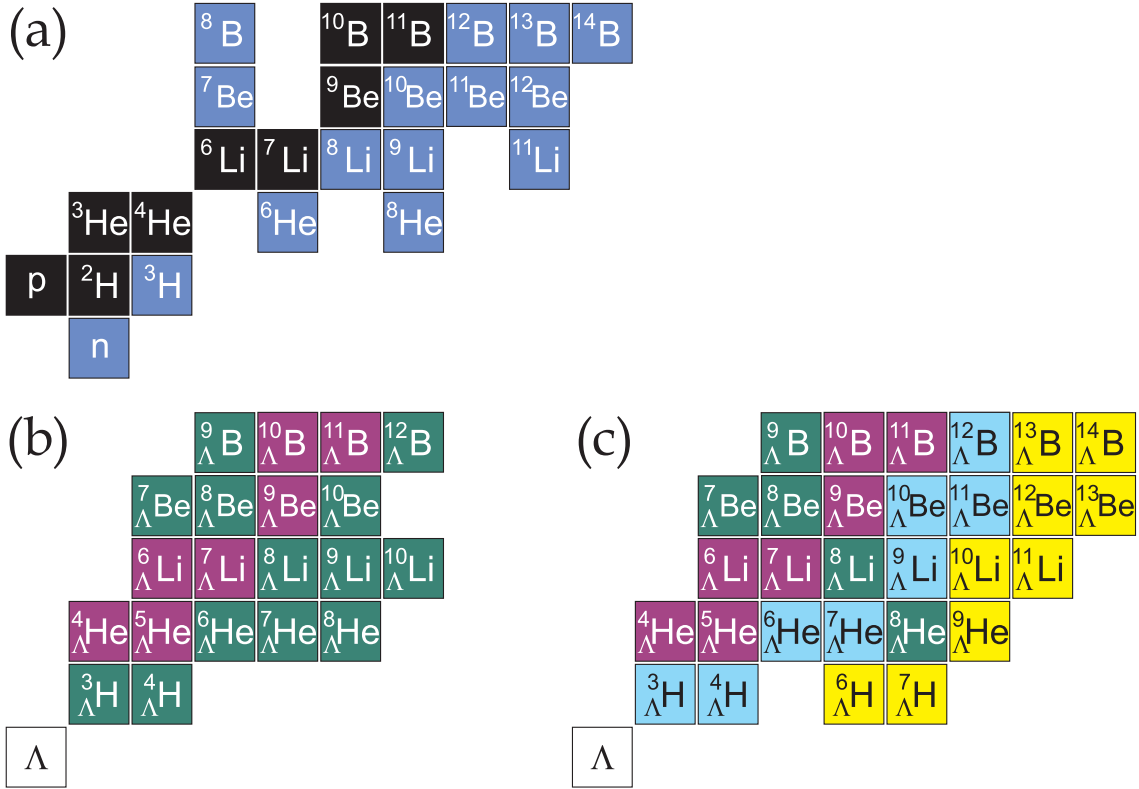 (a) ⁸B ¹⁰B ¹¹B ¹²B ¹³B ¹⁴B
⁷Be ⁹Be ¹⁰Be ¹¹Be ¹²Be
⁶Li ⁷Li ⁸Li ⁹Li ¹¹Li
³He ⁴He ⁶He ⁸He
p ²H ³H
n
(b) ⁹ΛB ¹⁰ΛB ¹¹ΛB ¹²ΛB
⁷ΛBe ⁸ΛBe ⁹ΛBe ¹⁰ΛBe
⁶ΛLi ⁷ΛLi ⁸ΛLi ⁹ΛLi ¹⁰ΛLi
⁴ΛHe ⁵ΛHe ⁶ΛHe ⁷ΛHe ⁸ΛHe
³ΛH ⁴ΛH
Λ
(c) ⁹ΛB ¹⁰ΛB ¹¹ΛB ¹²ΛB ¹³ΛB ¹⁴ΛB
⁷ΛBe ⁸ΛBe ⁹ΛBe ¹⁰ΛBe ¹¹ΛBe ¹²ΛBe ¹³ΛBe
⁶ΛLi ⁷ΛLi ⁸ΛLi ⁹ΛLi ¹⁰ΛLi ¹¹ΛLi
⁴ΛHe ⁵ΛHe ⁶ΛHe ⁷ΛHe ⁸ΛHe ⁹ΛHe
³ΛH ⁴ΛH ⁶ΛH ⁷ΛH
Λ